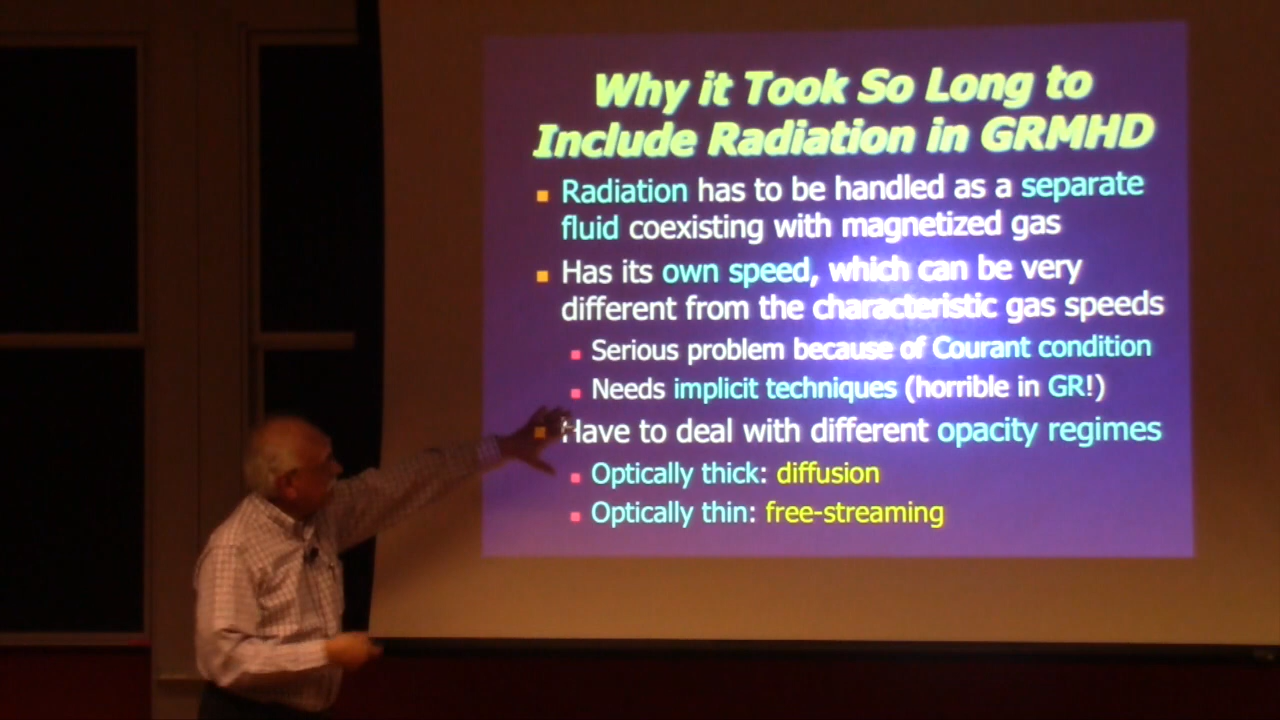 Why it Took So Long to
Include Radiation in GRMHD
Radiation has to be handled as a separate
fluid coexisting with magnetized gas
Has its own speed, which can be very
different from the characteristic gas speeds
Serious problem because of Courant condition
Needs implicit techniques (horrible in GR!)
Have to deal with different opacity regimes
Optically thick: diffusion
Optically thin: free-streaming